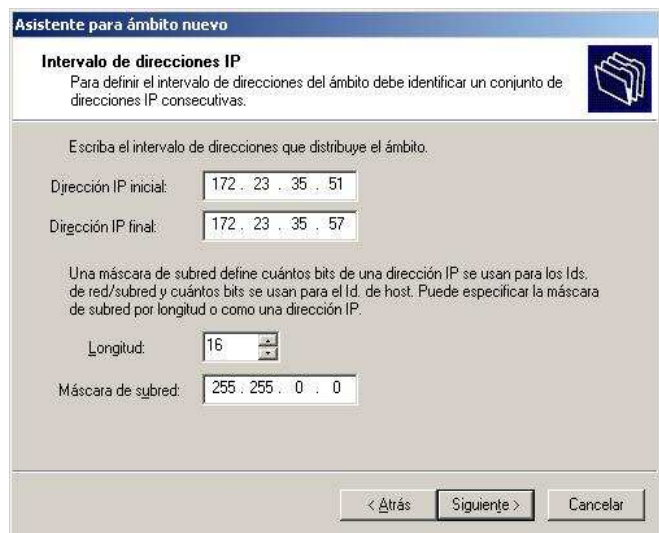 Asistente para ámbito nuevo
Intervalo de direcciones IP
Para definir el intervalo de direcciones del ámbito debe identificar un conjunto de
direcciones IP consecutivas.
Escriba el intervalo de direcciones que distribuye el ámbito.
Dirección IP inicial: 172 . 23 . 35 . 51
Dirección IP final: 172 . 23 . 35 . 57
Una máscara de subred define cuántos bits de una dirección IP se usan para los Ids.
de red/subred y cuántos bits se usan para el Id. de host. Puede especificar la máscara
de subred por longitud o como una dirección IP.
Longitud: 16
Máscara de subred: 255 . 255 . 0 . 0
< Atrás Siguiente > Cancelar